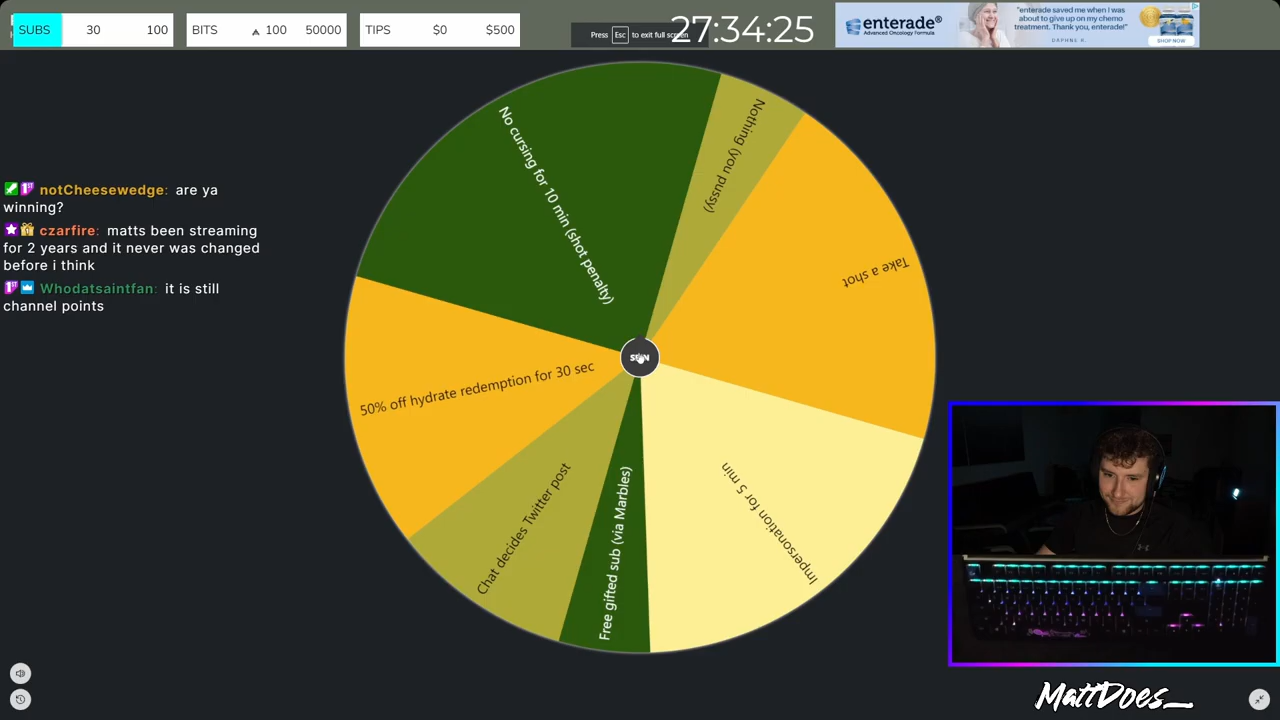 SUBS 30 100
BITS 100 500
TIPS $0 $500
Press Esc to exit full screen
27:34:25
enterade®
Advanced Oncology Formula
"enterade saved me when I was
about to give up on my chemo
treatment. Thank you, enterade!"
DAPHNE K.
SHOP NOW
notCheesewedge: are ya
winning?
czarfire: matts been streaming
for 2 years and it never was changed
before i think
Whodatsaintfan: it is still
channel points
No cursing for 10 min (shot penalty)
Nothing (you pussy)
Take a shot
50% off hydrate redemption for 30 sec
SPIN
Chat decides Twitter post
Free gifted sub (via Marbles)
Impersonation for 5 min
MattDoes_